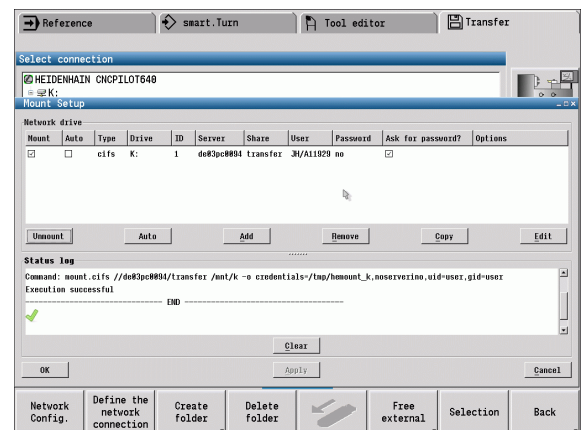 Reference
smart.Turn
Tool editor
Transfer
Select connection
HEIDENHAIN CNCPILOT640
K:
Mount Setup
Network drive
Mount Auto Type Drive ID Server Share User Password Ask for password? Options
cifs K: 1 de03pc0094 transfer JH/A11929 no
Unmount Auto Add Remove Copy Edit
Status log
Command: mount.cifs //de03pc0094/transfer /mnt/k -o credentials=/tmp/hemount_k,noserverino,uid=user,gid=user
Execution successful
------------------------------------ END ------------------------------------
Clear
OK Apply Cancel
Network Config.
Define the network connection
Create folder
Delete folder
Free external
Selection
Back